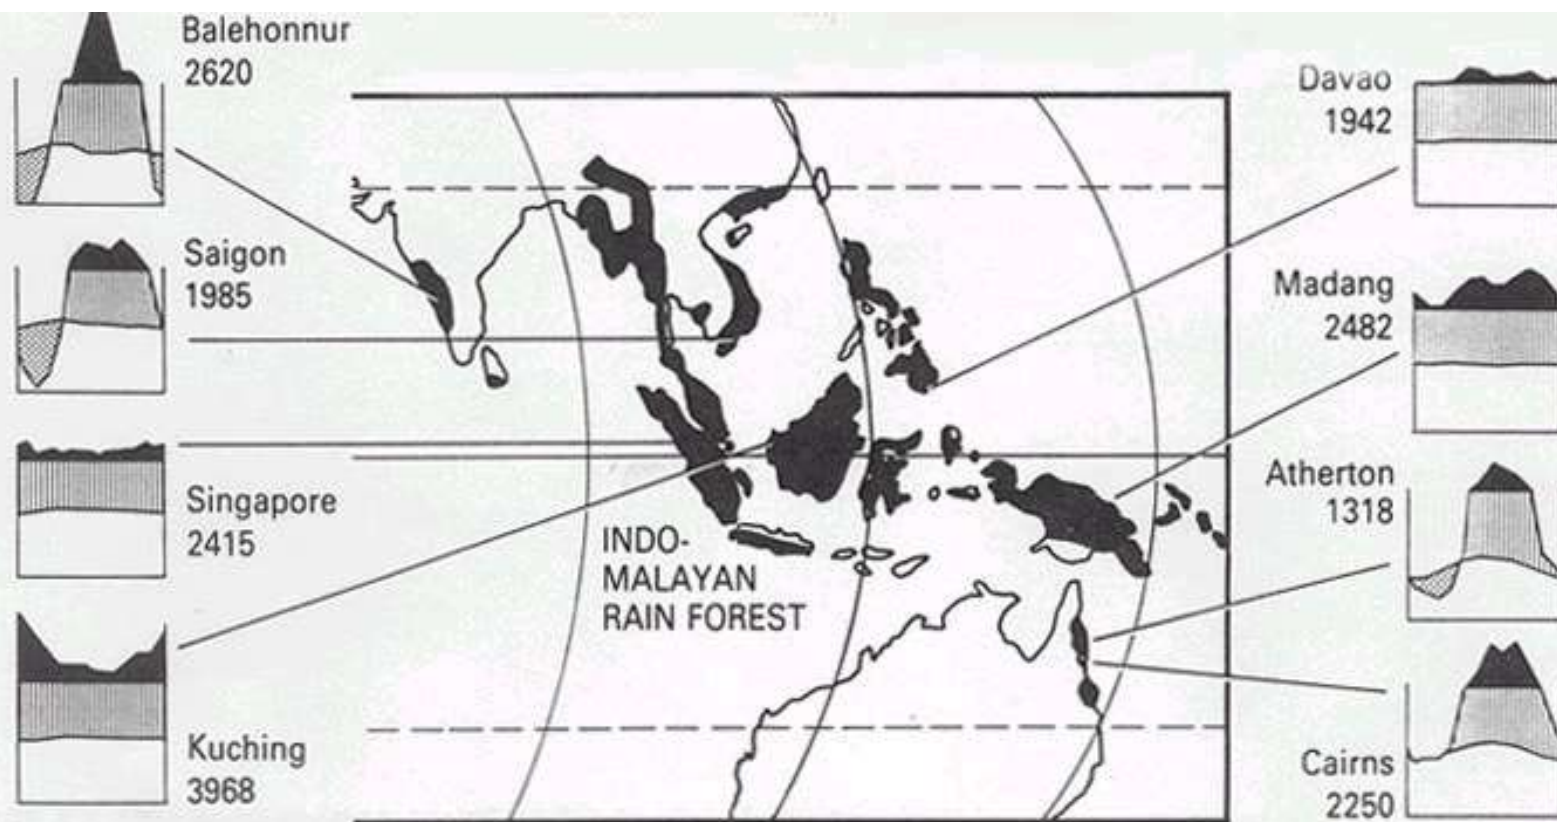 Balehonnur
2620
Saigon
1985
Singapore
2415
Kuching
3968
INDO-
MALAYAN
RAIN FOREST
Davao
1942
Madang
2482
Atherton
1318
Cairns
2250